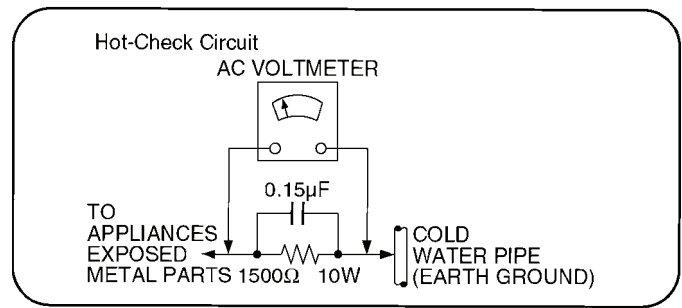 Hot-Check Circuit
AC VOLTMETER
0.15µF
TO
APPLIANCES
EXPOSED
METAL PARTS
1500Ω
10W
COLD
WATER PIPE
(EARTH GROUND)